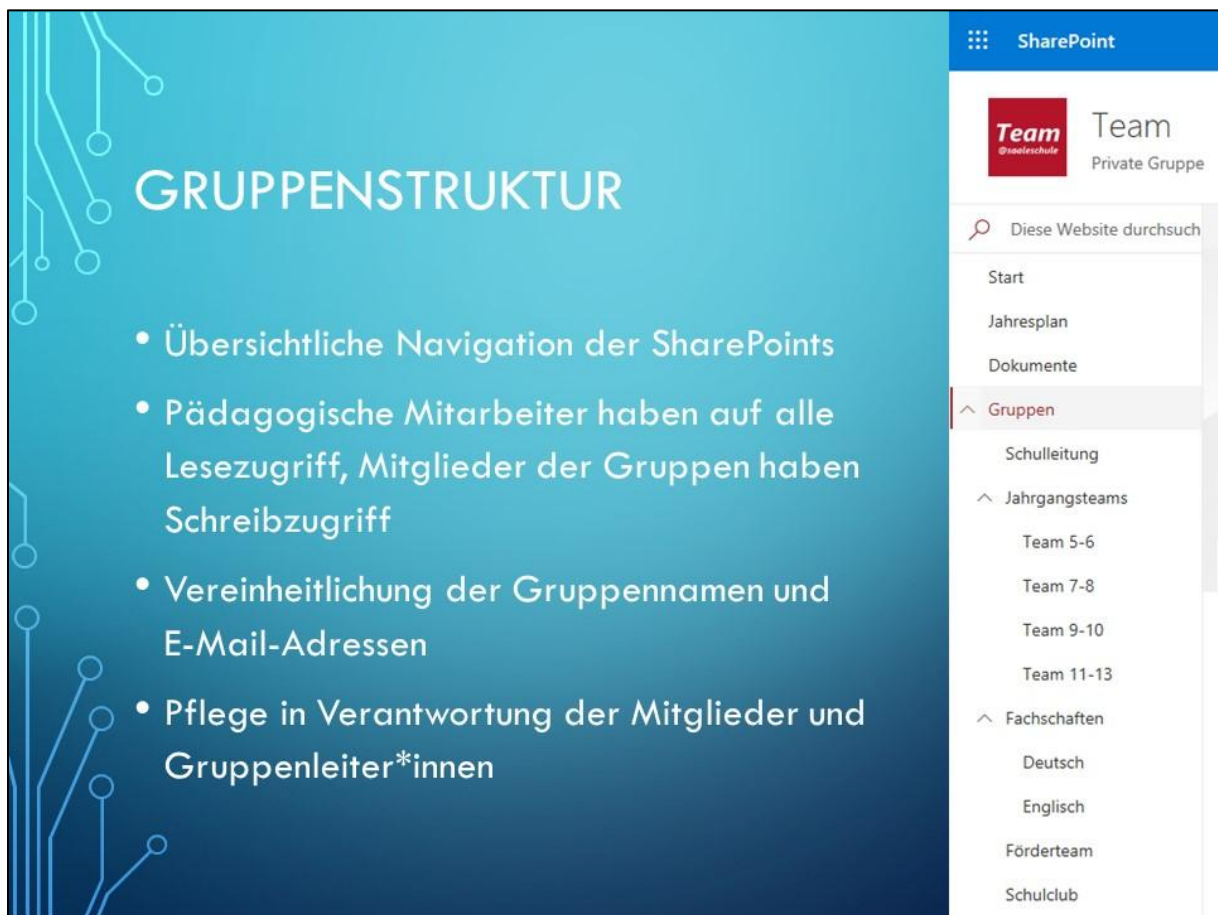 GRUPPENSTRUKTUR
• Übersichtliche Navigation der SharePoints
• Pädagogische Mitarbeiter haben auf alle
Lesezugriff, Mitglieder der Gruppen haben
Schreibzugriff
• Vereinheitlichung der Gruppennamen und
E-Mail-Adressen
• Pflege in Verantwortung der Mitglieder und
Gruppenleiter*innen
SharePoint
Team
@saaleschule
Team
Private Gruppe
Diese Website durchsuch
Start
Jahresplan
Dokumente
Gruppen
Schulleitung
Jahrgangsteams
Team 5-6
Team 7-8
Team 9-10
Team 11-13
Fachschaften
Deutsch
Englisch
Förderteam
Schulclub